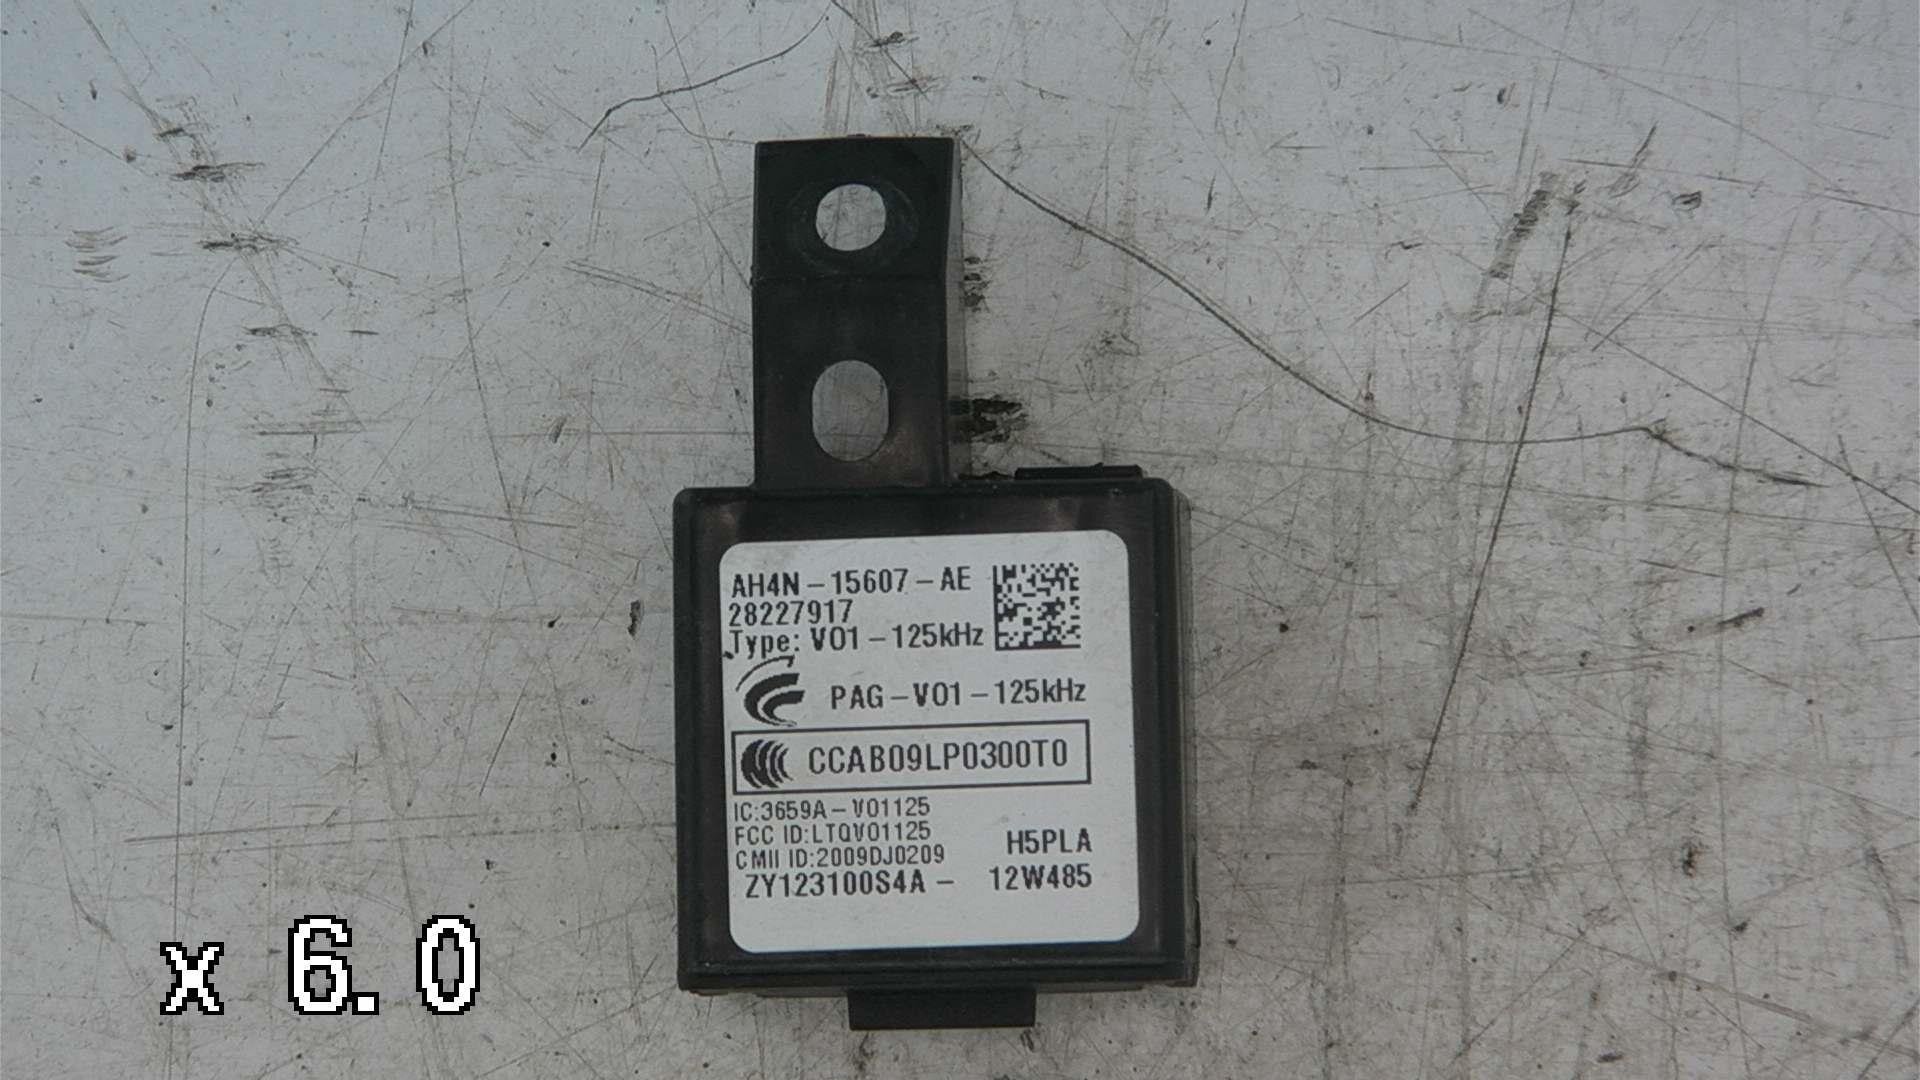 AH4N-15607-AE
28227917
Type: V01-125kHz
PAG-V01-125kHz
CCAB09LP0300T0
IC:3659A-V01125
FCC ID:LTQV01125
CMII ID:2009DJ0209
H5PLA
ZY123100S4A- 12W485
x 6.0